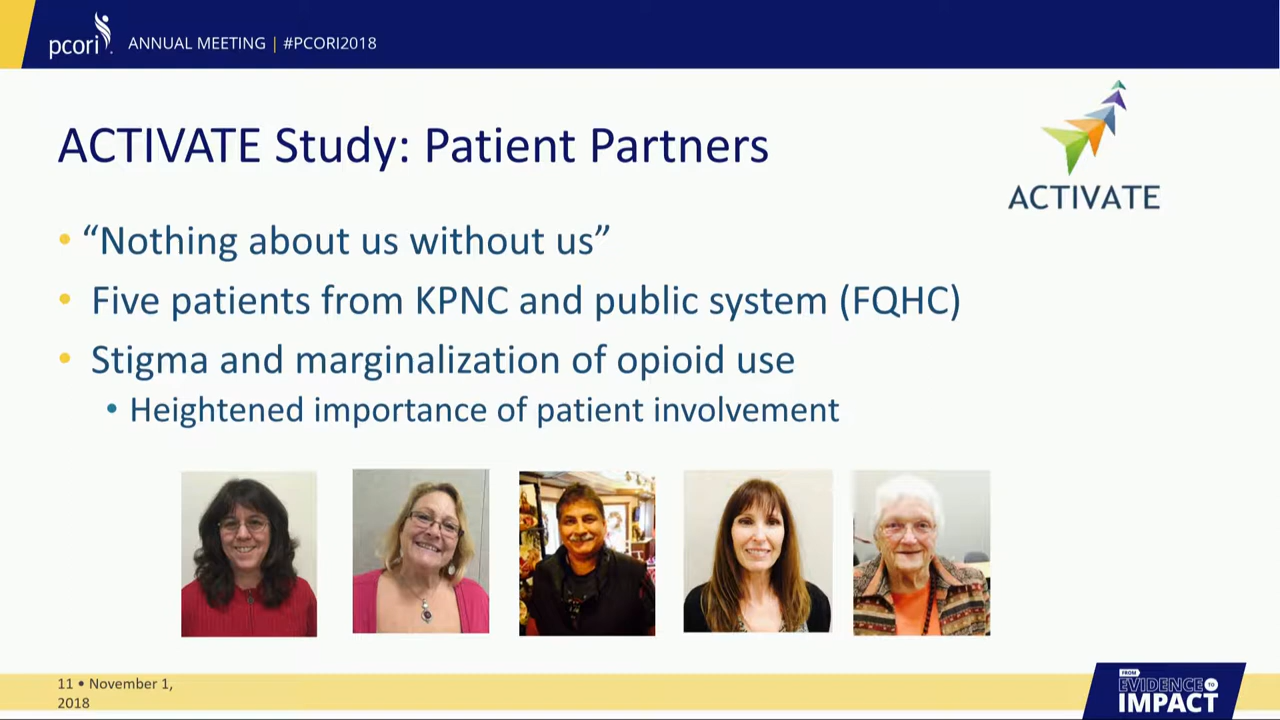 pcori
ANNUAL MEETING | #PCORI2018
ACTIVATE Study: Patient Partners
ACTIVATE
• “Nothing about us without us”
• Five patients from KPNC and public system (FQHC)
• Stigma and marginalization of opioid use
• Heightened importance of patient involvement
11 • November 1,
2018
FROM
EVIDENCE TO
IMPACT